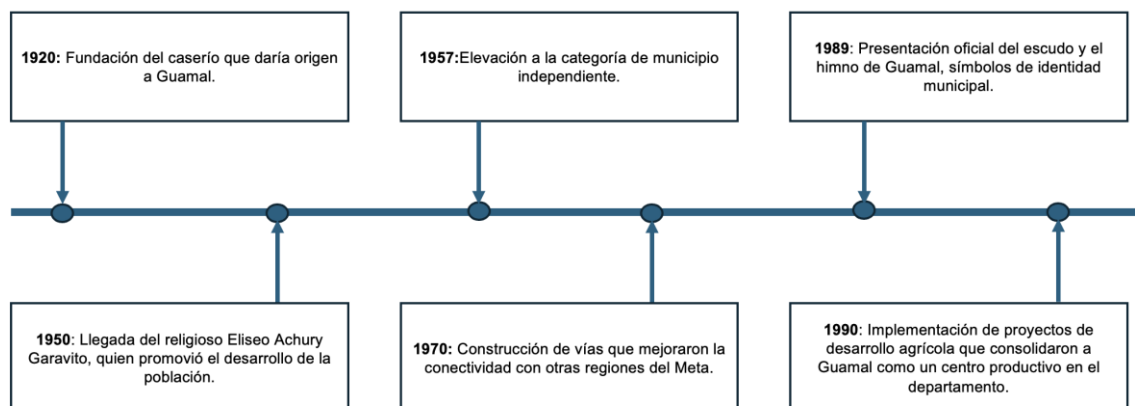 1920: Fundación del caserío que daría origen
a Guamal.
1957:Elevación a la categoría de municipio
independiente.
1989: Presentación oficial del escudo y el
himno de Guamal, símbolos de identidad
municipal.
1950: Llegada del religioso Eliseo Achury
Garavito, quien promovió el desarrollo de la
población.
1970: Construcción de vías que mejoraron la
conectividad con otras regiones del Meta.
1990: Implementación de proyectos de
desarrollo agrícola que consolidaron a
Guamal como un centro productivo en el
departamento.